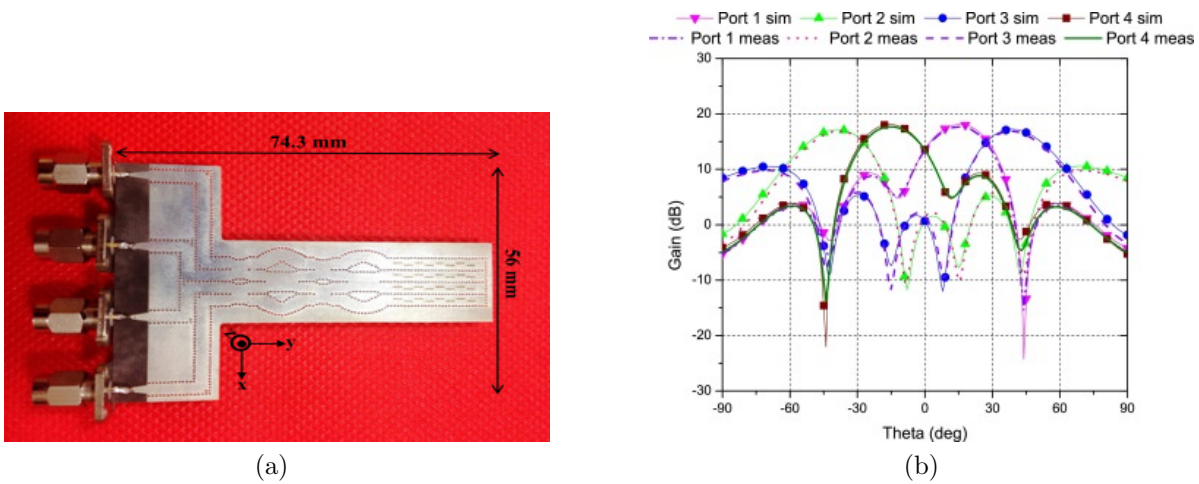 74.3 mm
56 mm
z
y
x
(a)
Port 1 sim Port 2 sim Port 3 sim Port 4 sim
Port 1 meas Port 2 meas Port 3 meas Port 4 meas
30
20
10
0
-10
-20
-30
Gain (dB)
-90 -60 -30 0 30 60 90
Theta (deg)
(b)